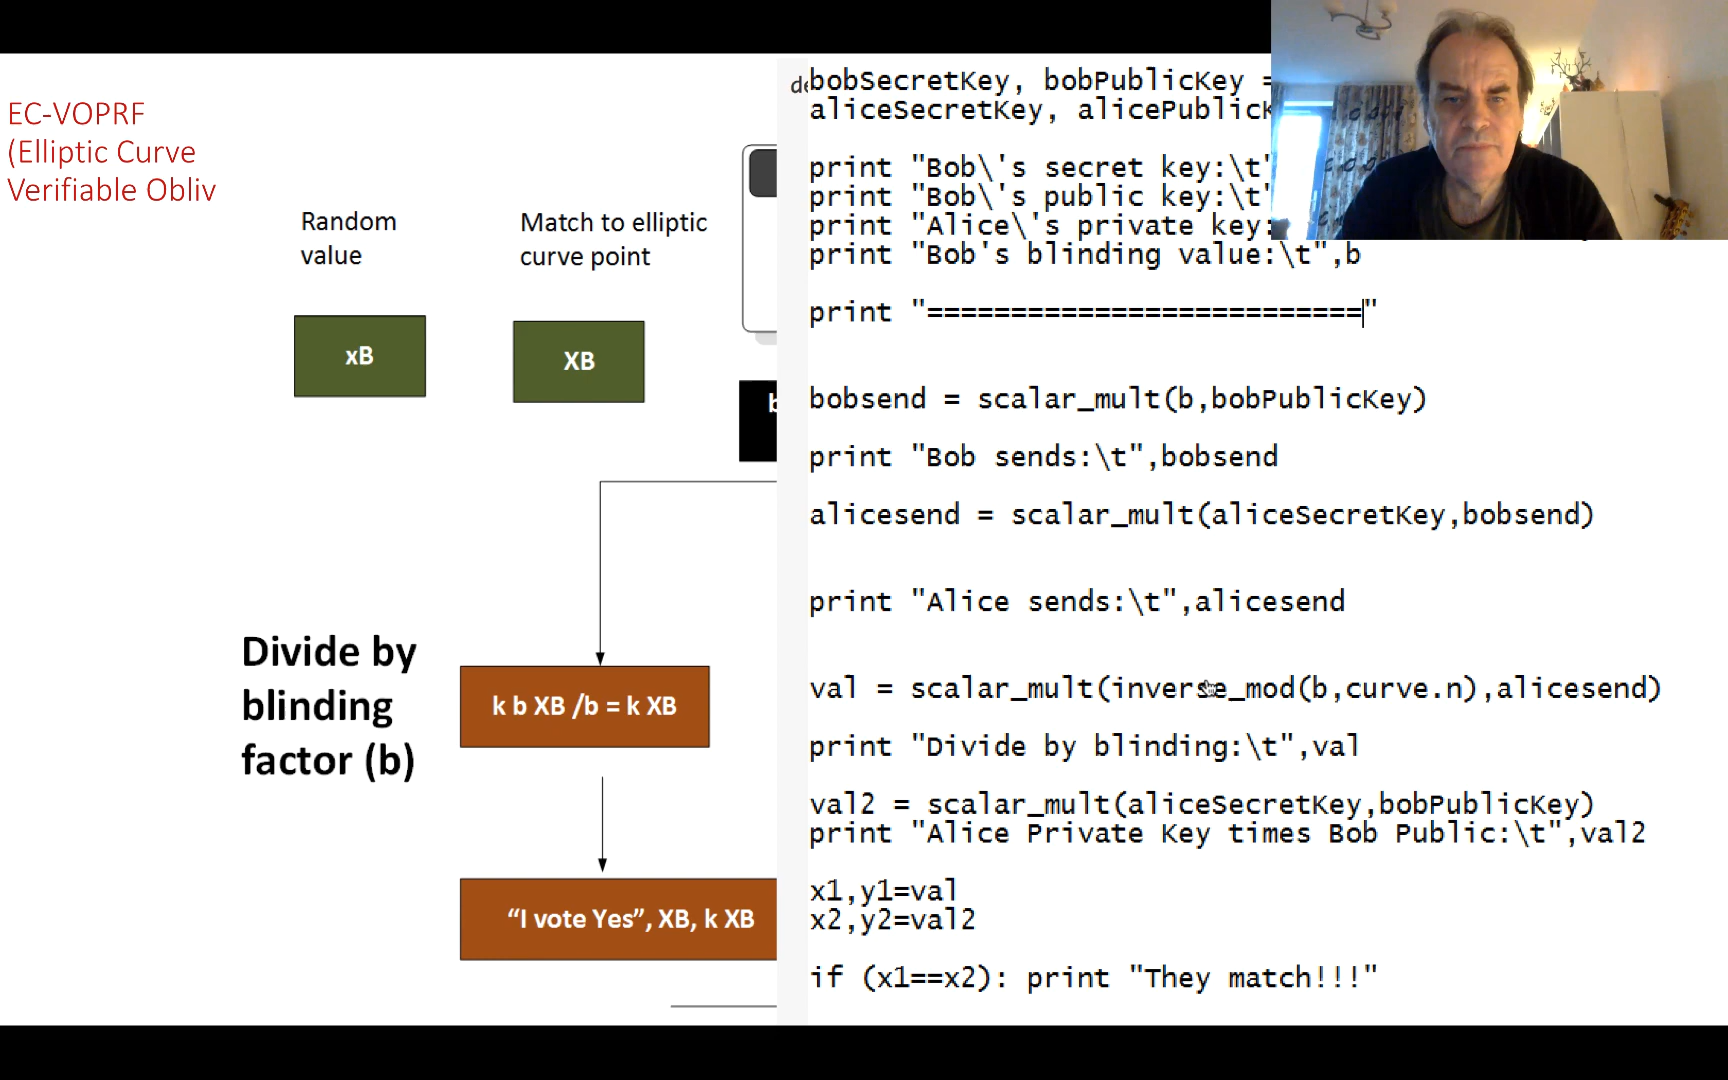 EC-VOPRF
(Elliptic Curve
Verifiable Obliv
Random
value
Match to elliptic
curve point
xB
XB
Divide by
blinding
factor (b)
k b XB /b = k XB
“I vote Yes”, XB, k XB
bobSecretKey, bobPublicKey =
aliceSecretKey, alicePublicK
print "Bob\'s secret key:\t"
print "Bob\'s public key:\t"
print "Alice\'s private key:
print "Bob's blinding value:\t",b
print "=========================="
bobsend = scalar_mult(b,bobPublicKey)
print "Bob sends:\t",bobsend
alicesend = scalar_mult(aliceSecretKey,bobsend)
print "Alice sends:\t",alicesend
val = scalar_mult(inverse_mod(b,curve.n),alicesend)
print "Divide by blinding:\t",val
val2 = scalar_mult(aliceSecretKey,bobPublicKey)
print "Alice Private Key times Bob Public:\t",val2
x1,y1=val
x2,y2=val2
if (x1==x2): print "They match!!!"